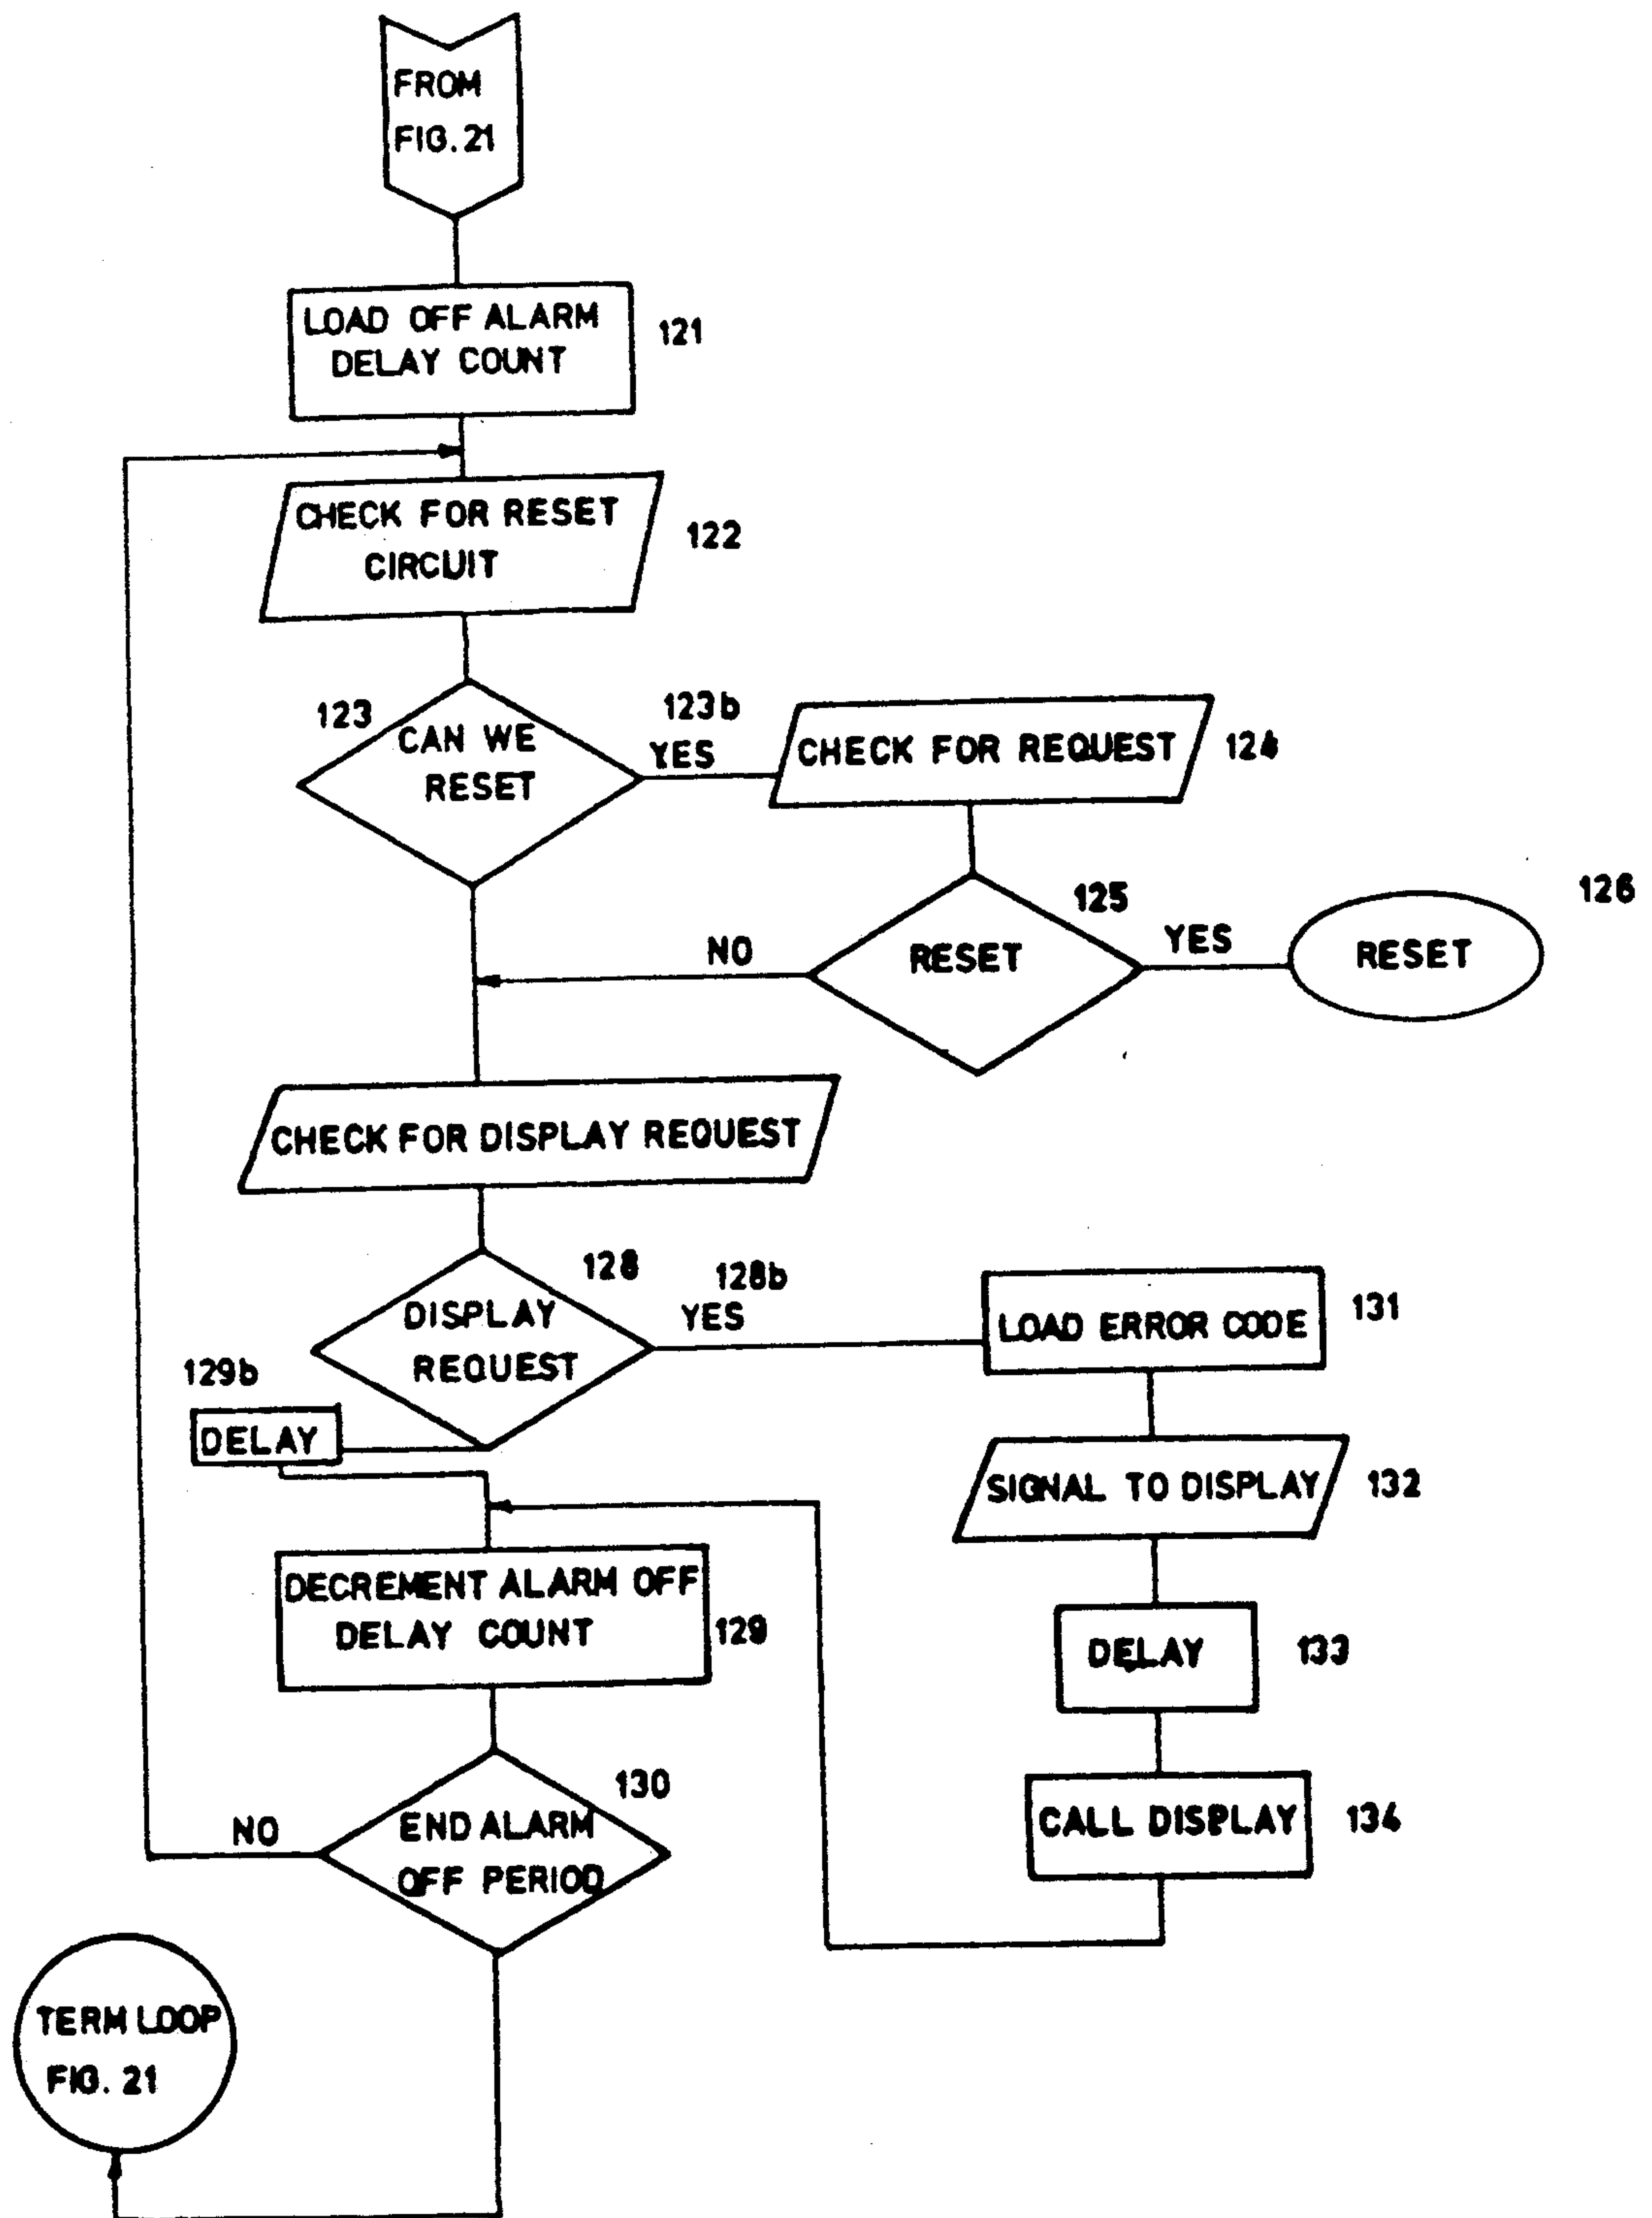 FROM
FIG. 21
LOAD OFF ALARM
DELAY COUNT
121
CHECK FOR RESET
CIRCUIT
122
123
CAN WE
RESET
123b
YES
CHECK FOR REQUEST
124
125
RESET
NO
YES
126
RESET
CHECK FOR DISPLAY REQUEST
128
DISPLAY
REQUEST
128b
YES
LOAD ERROR CODE
131
129b
DELAY
SIGNAL TO DISPLAY
132
DECREMENT ALARM OFF
DELAY COUNT
129
DELAY
133
130
END ALARM
OFF PERIOD
NO
CALL DISPLAY
134
TERM LOOP
FIG. 21